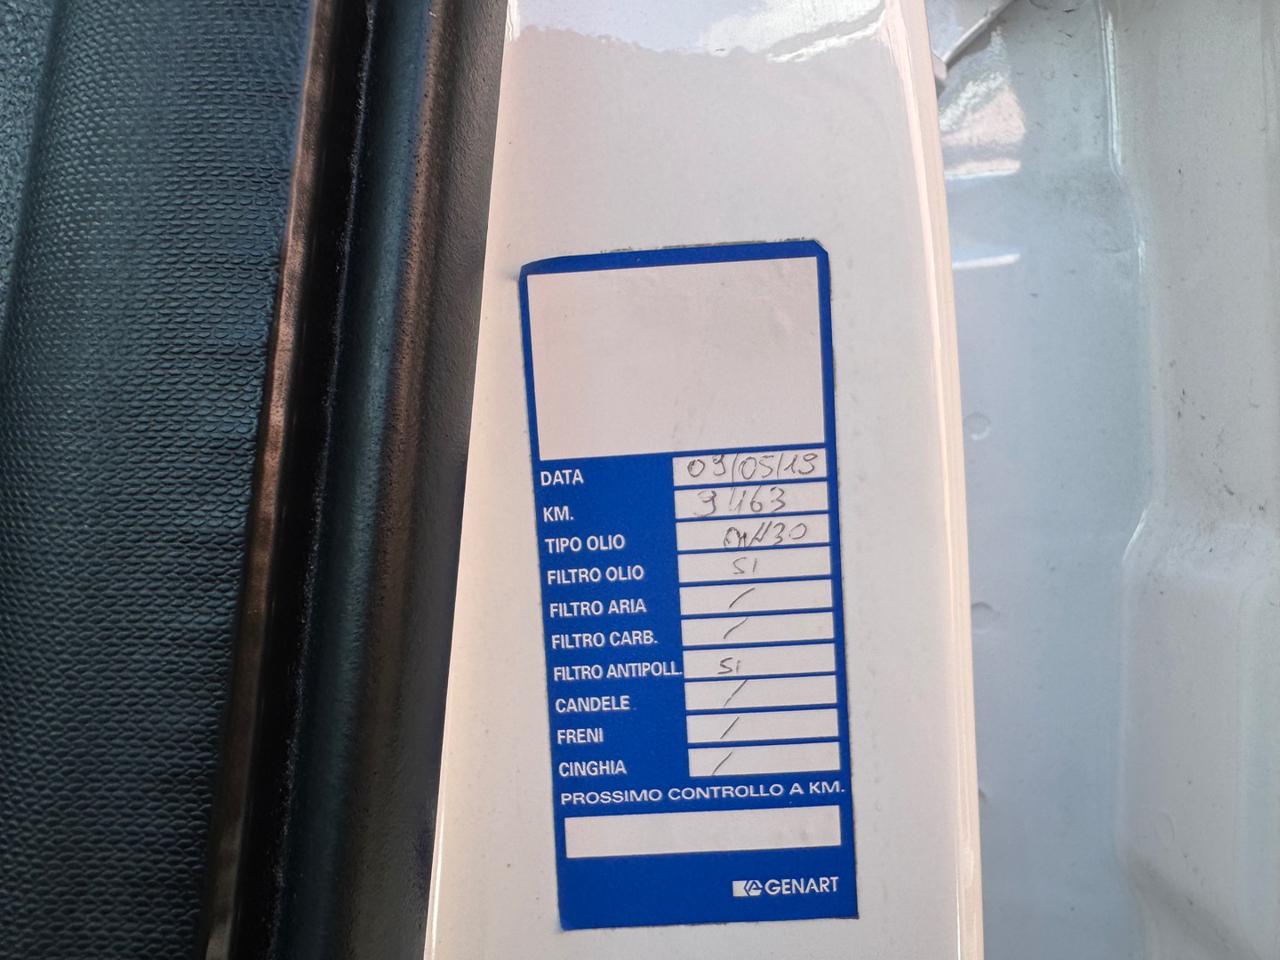 DATA 09/05/19
KM. 9463
TIPO OLIO
FILTRO OLIO SI
FILTRO ARIA /
FILTRO CARB. /
FILTRO ANTIPOLL. SI
CANDELE /
FRENI /
CINGHIA /
PROSSIMO CONTROLLO A KM.
GENART